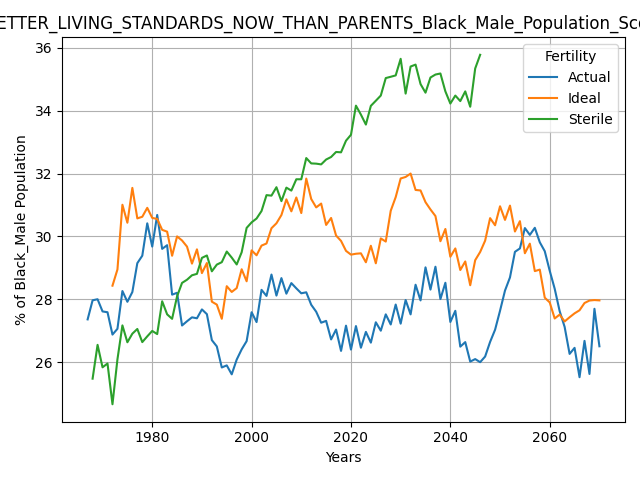 ETTER_LIVING_STANDARDS_NOW_THAN_PARENTS_Black_Male_Population_Sc
Fertility
Actual
Ideal
Sterile
% of Black_Male Population
36
34
32
30
28
26
1980
2000
2020
2040
2060
Years